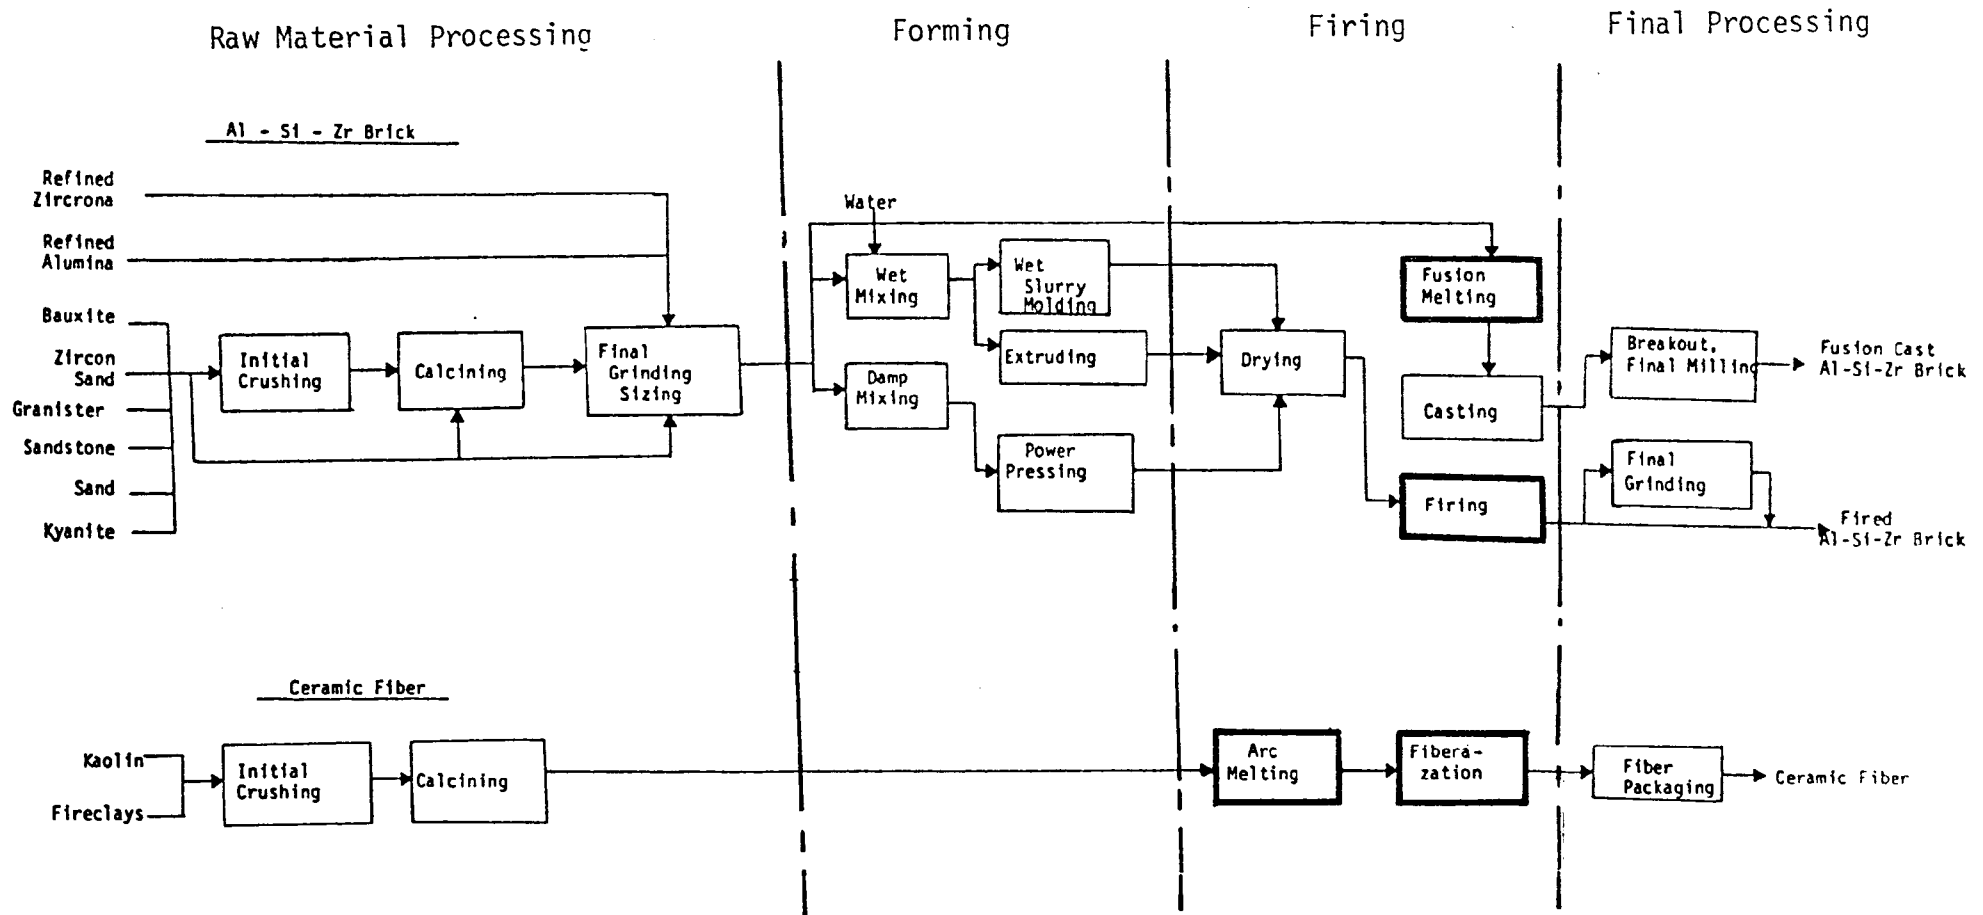 Raw Material Processing
Forming
Firing
Final Processing
Al - Si - Zr Brick
Refined
Zircrona
Refined
Alumina
Bauxite
Zircon
Sand
Granister
Sandstone
Sand
Kyanite
Initial
Crushing
Calcining
Final
Grinding
Sizing
Water
Wet
Mixing
Damp
Mixing
Wet
Slurry
Molding
Extruding
Power
Pressing
Drying
Fusion
Melting
Casting
Firing
Breakout,
Final Milling
Final
Grinding
Fusion Cast
Al-Si-Zr Brick
Fired
Al-Si-Zr Brick
Ceramic Fiber
Kaolin
Fireclays
Initial
Crushing
Calcining
Arc
Melting
Fibera-
zation
Fiber
Packaging
Ceramic Fiber